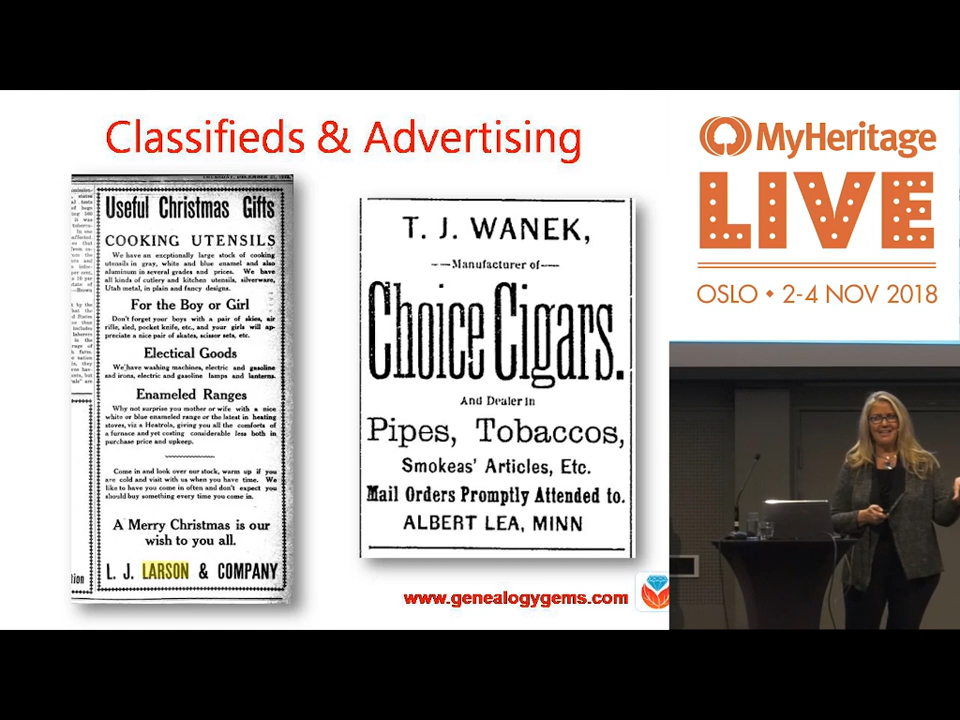 Classifieds & Advertising
Useful Christmas Gifts
COOKING UTENSILS
We have an exceptionally large stock of cooking
utensils in gray, white and blue enamel and also
aluminum in several grades and prices. We have
all kinds of cutlery and kitchen utensils, silverware,
Utah metal, in plain and fancy designs.
For the Boy or Girl
Don't forget your boys with a pair of skies, air
rifle, sled, pocket knife, etc., and your girls will ap-
preciate a nice pair of skates, scissor sets, etc.
Electical Goods
We have washing machines, electric and gasoline
and irons, electric and gasoline lamps and lanterns.
Enameled Ranges
Why not surprise you mother or wife with a nice
white or blue enameled range or the latest in heating
stoves, viz a Heatrola, giving you all the comforts of
a furnace and yet costing considerable less both in
purchase price and upkeep.
Come in and look over our stock, warm up if you
are cold and visit with us when you have time. We
like to have you come in often and don't expect you
should buy something every time you come in.
A Merry Christmas is our
wish to you all.
L. J. LARSON & COMPANY
T. J. WANEK,
Manufacturer of
Choice Cigars.
And Dealer in
Pipes, Tobaccos,
Smokeas' Articles, Etc.
Mail Orders Promptly Attended to.
ALBERT LEA, MINN
www.genealogygems.com
MyHeritage
LIVE
OSLO • 2-4 NOV 2018